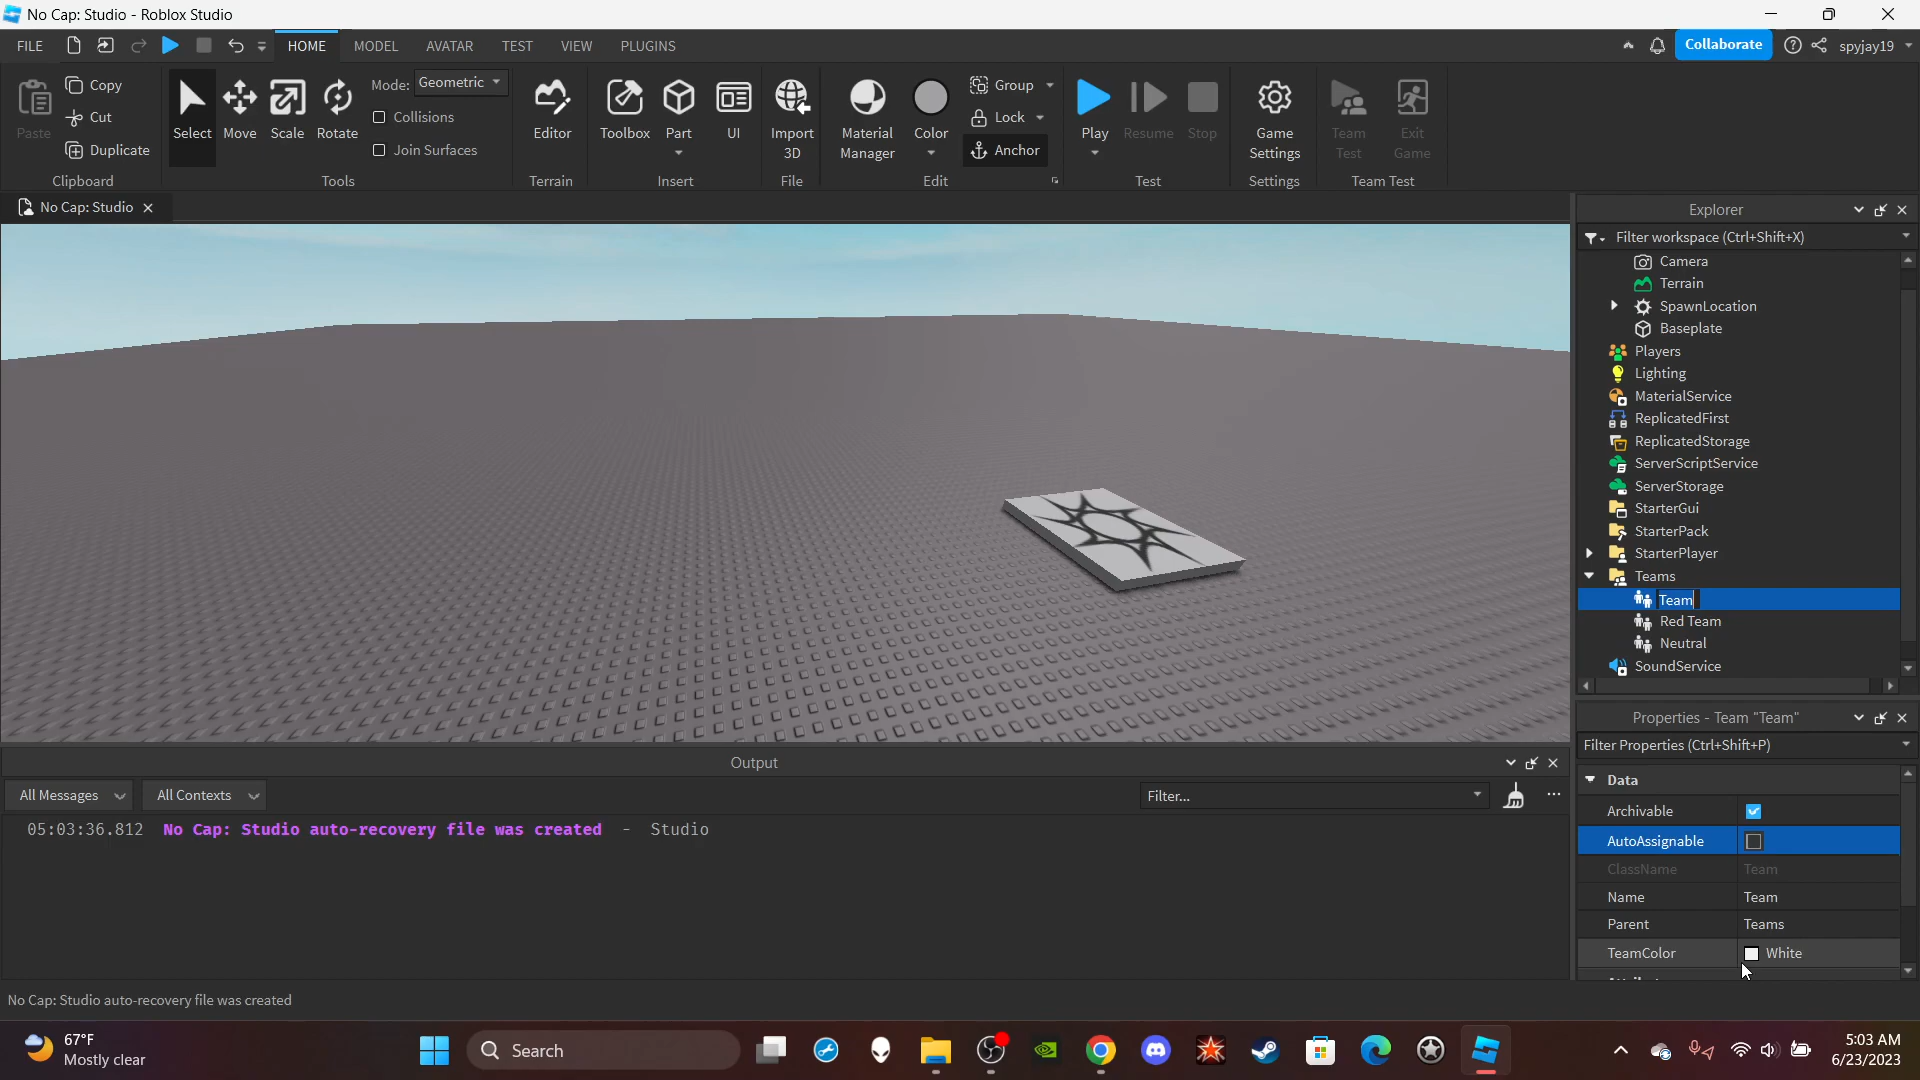 No Cap: Studio - Roblox Studio
FILE
HOME
MODEL
AVATAR
TEST
VIEW
PLUGINS
Collaborate
spyjay19
Paste
Copy
Cut
Duplicate
Clipboard
Select
Move
Scale
Rotate
Mode:
Geometric
Collisions
Join Surfaces
Tools
Editor
Terrain
Toolbox
Part
UI
Insert
Import
3D
File
Material
Manager
Color
Group
Lock
Anchor
Edit
Play
Resume
Stop
Test
Game
Settings
Settings
Team
Test
Exit
Game
Team Test
No Cap: Studio
Explorer
Filter workspace (Ctrl+Shift+X)
Camera
Terrain
SpawnLocation
Baseplate
Players
Lighting
MaterialService
ReplicatedFirst
ReplicatedStorage
ServerScriptService
ServerStorage
StarterGui
StarterPack
StarterPlayer
Teams
Team
Red Team
Neutral
SoundService
Properties - Team "Team"
Filter Properties (Ctrl+Shift+P)
Data
Archivable
AutoAssignable
ClassName Team
Name Team
Parent Teams
TeamColor White
Output
All Messages
All Contexts
Filter...
05:03:36.812 No Cap: Studio auto-recovery file was created - Studio
No Cap: Studio auto-recovery file was created
67°F
Mostly clear
Search
5:03 AM
6/23/2023